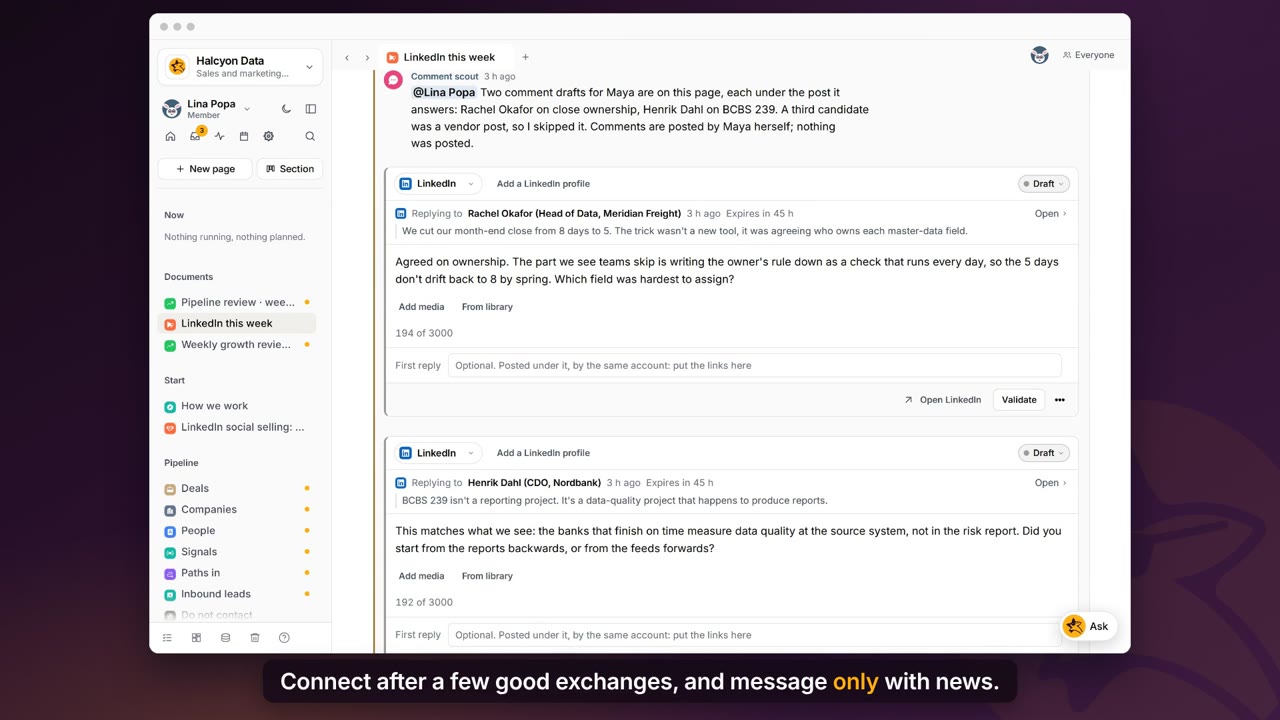 Halcyon Data
Sales and marketing...
Lina Popa
Member
3
New page
Section
Now
Nothing running, nothing planned.
Documents
Pipeline review · wee...
LinkedIn this week
Weekly growth revie...
Start
How we work
LinkedIn social selling: ...
Pipeline
Deals
Companies
People
Signals
Paths in
Inbound leads
Do not contact
LinkedIn this week
Everyone
Comment scout 3 h ago
@Lina Popa Two comment drafts for Maya are on this page, each under the post it
answers: Rachel Okafor on close ownership, Henrik Dahl on BCBS 239. A third candidate
was a vendor post, so I skipped it. Comments are posted by Maya herself; nothing
was posted.
LinkedIn Add a LinkedIn profile Draft
Replying to Rachel Okafor (Head of Data, Meridian Freight) 3 h ago Expires in 45 h Open
We cut our month-end close from 8 days to 5. The trick wasn't a new tool, it was agreeing who owns each master-data field.
Agreed on ownership. The part we see teams skip is writing the owner's rule down as a check that runs every day, so the 5 days
don't drift back to 8 by spring. Which field was hardest to assign?
Add media From library
194 of 3000
First reply Optional. Posted under it, by the same account: put the links here
Open LinkedIn Validate
LinkedIn Add a LinkedIn profile Draft
Replying to Henrik Dahl (CDO, Nordbank) 3 h ago Expires in 45 h Open
BCBS 239 isn't a reporting project. It's a data-quality project that happens to produce reports.
This matches what we see: the banks that finish on time measure data quality at the source system, not in the risk report. Did you
start from the reports backwards, or from the feeds forwards?
Add media From library
192 of 3000
First reply Optional. Posted under it, by the same account: put the links here
Ask
Connect after a few good exchanges, and message only with news.